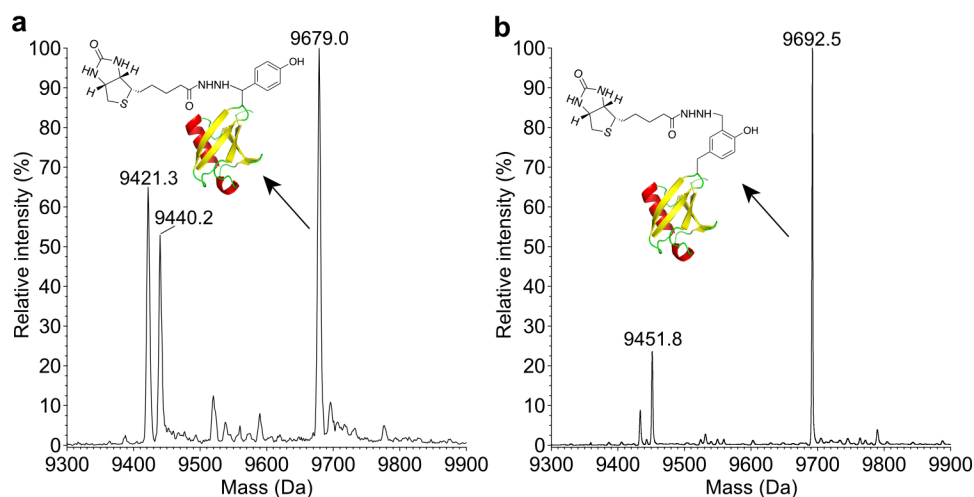 a
9679.0
9421.3
9440.2
O
HN
NH
H
H
S
O
NHNH
OH
Relative intensity (%)
100
90
80
70
60
50
40
30
20
10
0
9300 9400 9500 9600 9700 9800 9900
Mass (Da)
b
9692.5
9451.8
O
HN
NH
H
H
S
O
NHNH
OH
Relative intensity (%)
100
90
80
70
60
50
40
30
20
10
0
9300 9400 9500 9600 9700 9800 9900
Mass (Da)